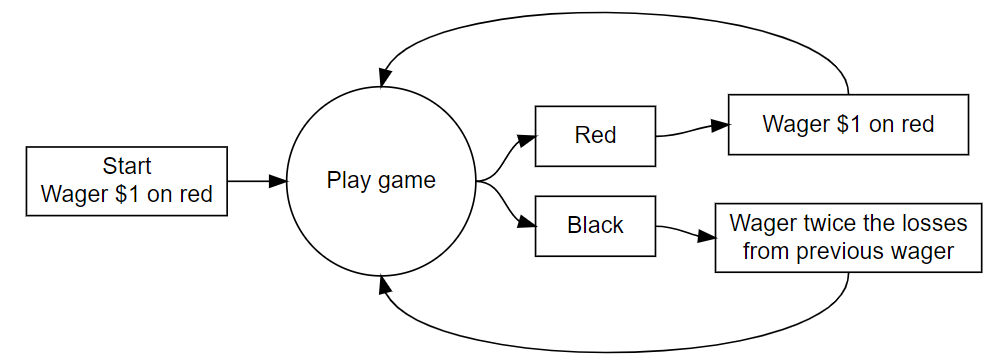 Start
Wager $1 on red
Play game
Red
Wager $1 on red
Black
Wager twice the losses
from previous wager